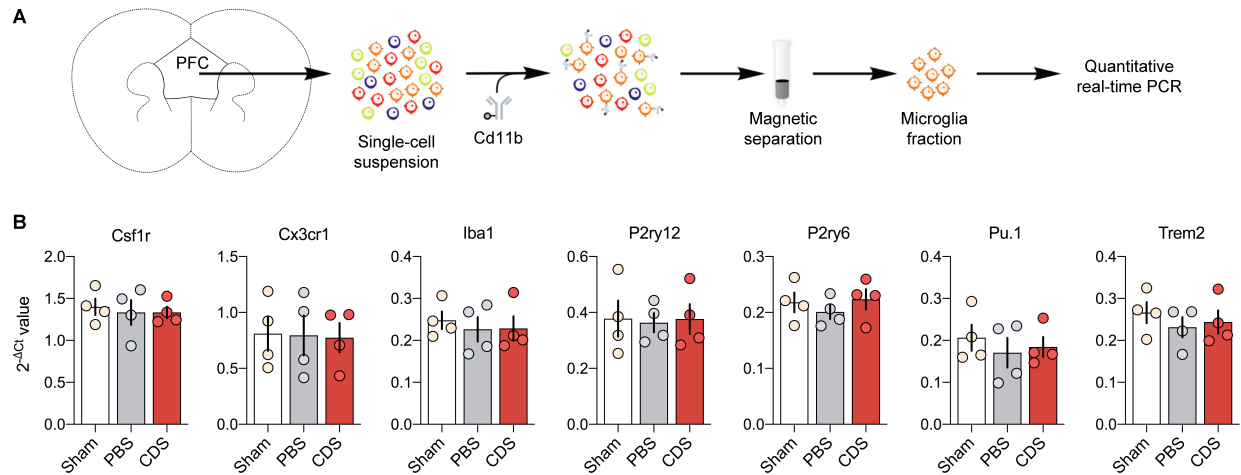 A
PFC
Single-cell
suspension
Cd11b
Magnetic
separation
Microglia
fraction
Quantitative
real-time PCR
B
2-ΔCt value
Csf1r
2.0
1.5
1.0
0.5
0.0
Sham
PBS
CDS
Cx3cr1
1.5
1.0
0.5
0.0
Sham
PBS
CDS
Iba1
0.4
0.3
0.2
0.1
0.0
Sham
PBS
CDS
P2ry12
0.6
0.4
0.2
0.0
Sham
PBS
CDS
P2ry6
0.3
0.2
0.1
0.0
Sham
PBS
CDS
Pu.1
0.4
0.3
0.2
0.1
0.0
Sham
PBS
CDS
Trem2
0.4
0.3
0.2
0.1
0.0
Sham
PBS
CDS